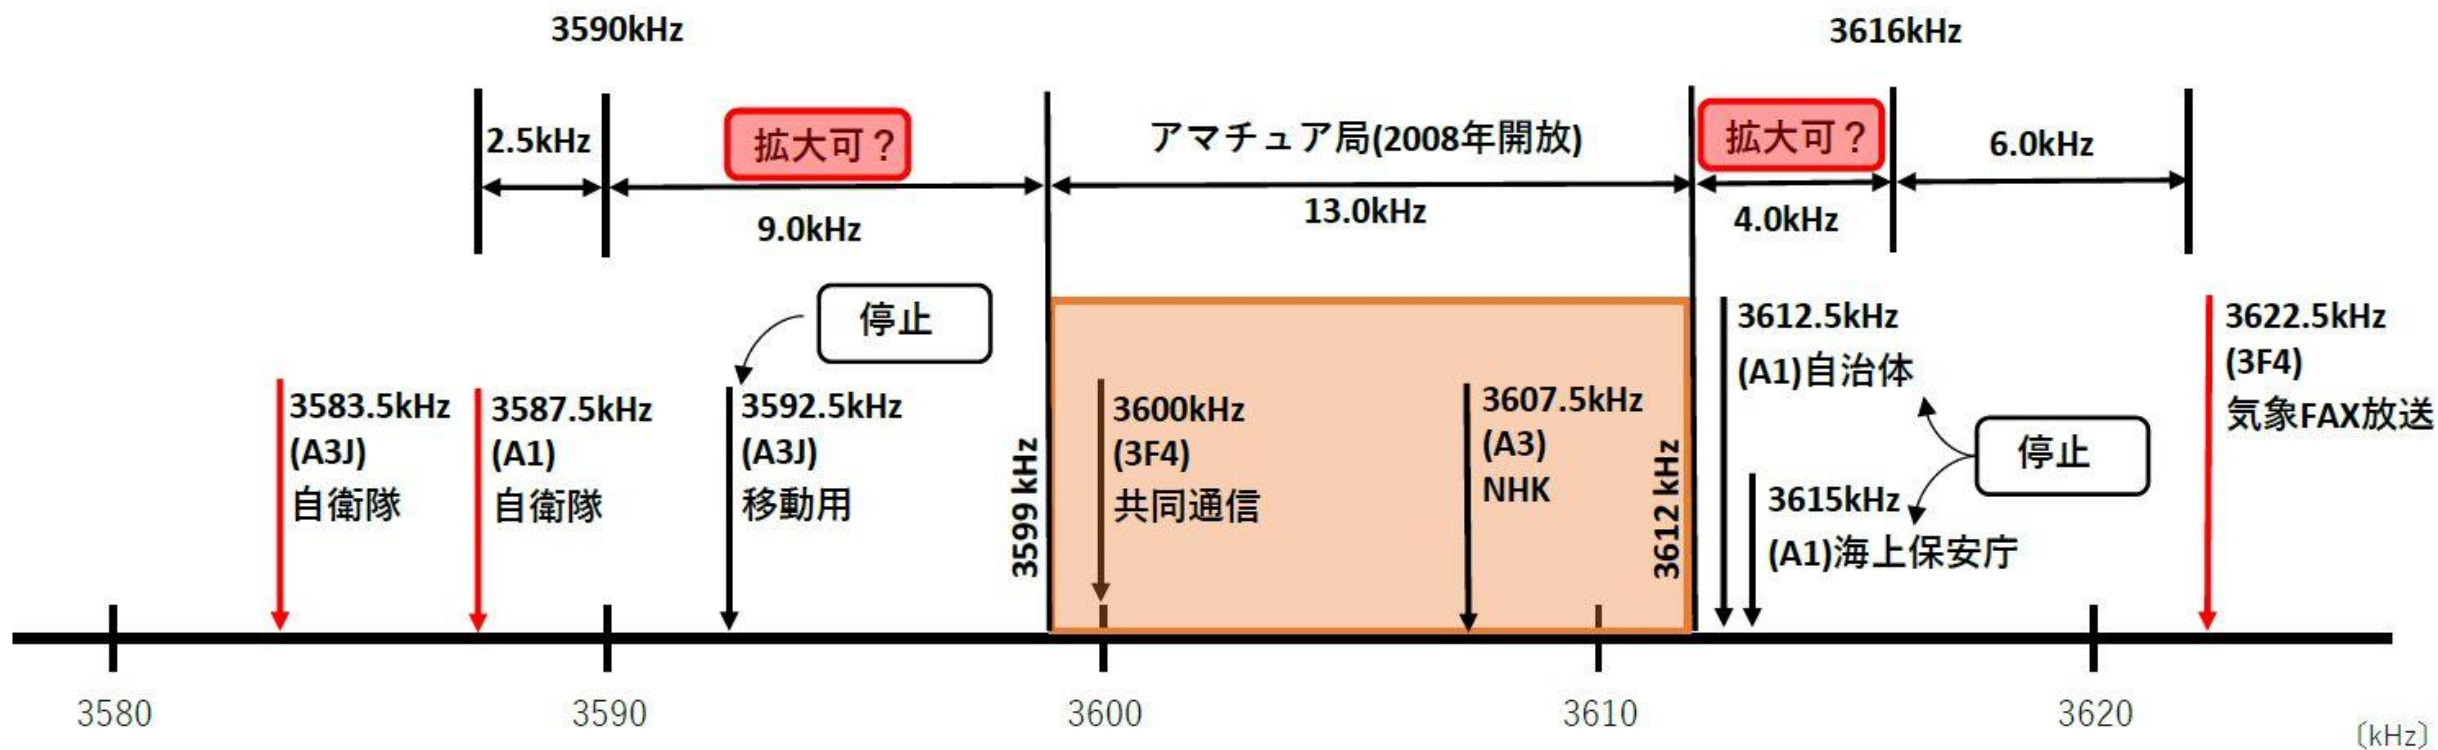 3590kHz
3616kHz
2.5kHz
拡大可？
アマチュア局(2008年開放)
拡大可？
6.0kHz
9.0kHz
13.0kHz
4.0kHz
停止
3583.5kHz
(A3J)
自衛隊
3587.5kHz
(A1)
自衛隊
3592.5kHz
(A3J)
移動用
3599 kHz
3600kHz
(3F4)
共同通信
3607.5kHz
(A3)
NHK
3612 kHz
3612.5kHz
(A1)自治体
停止
3615kHz
(A1)海上保安庁
3622.5kHz
(3F4)
気象FAX放送
3580
3590
3600
3610
3620
〔kHz〕